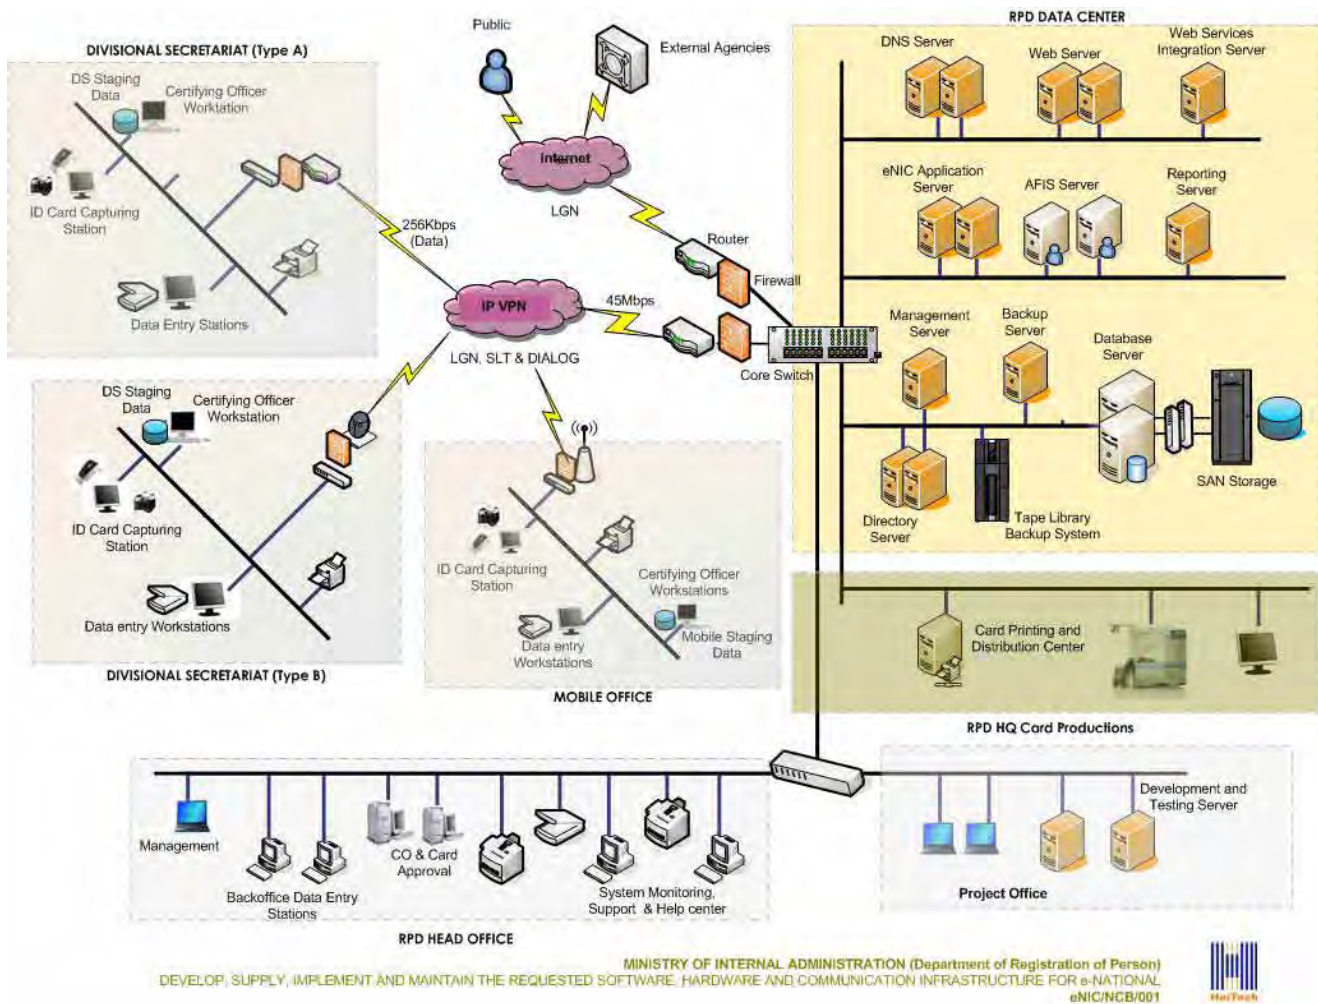 Public
External Agencies
Internet
LGN
Router
Firewall
DIVISIONAL SECRETARIAT (Type A)
DS Staging
Data
Certifying Officer
Worktation
ID Card Capturing
Station
Data Entry Stations
256Kbps
(Data)
IP VPN
LGN, SLT & DIALOG
45Mbps
Core Switch
RPD DATA CENTER
DNS Server
Web Server
Web Services
Integration Server
eNIC Application
Server
AFIS Server
Reporting
Server
Management
Server
Backup
Server
Database
Server
Directory
Server
Tape Library
Backup System
SAN Storage
DS Staging
Data
Certifying Officer
Workstation
ID Card Capturing
Station
Data entry Workstations
DIVISIONAL SECRETARIAT (Type B)
ID Card Capturing
Station
Certifying Officer
Workstations
Data entry
Workstations
Mobile Staging
Data
MOBILE OFFICE
Card Printing and
Distribution Center
RPD HQ Card Productions
Management
Backoffice Data Entry
Stations
CO & Card
Approval
System Monitoring,
Support & Help center
RPD HEAD OFFICE
Development and
Testing Server
Project Office
MINISTRY OF INTERNAL ADMINISTRATION (Department of Registration of Person)
DEVELOP, SUPPLY, IMPLEMENT AND MAINTAIN THE REQUESTED SOFTWARE, HARDWARE AND COMMUNICATION INFRASTRUCTURE FOR e-NATIONAL
eNIC/NCB/001
HeiTech